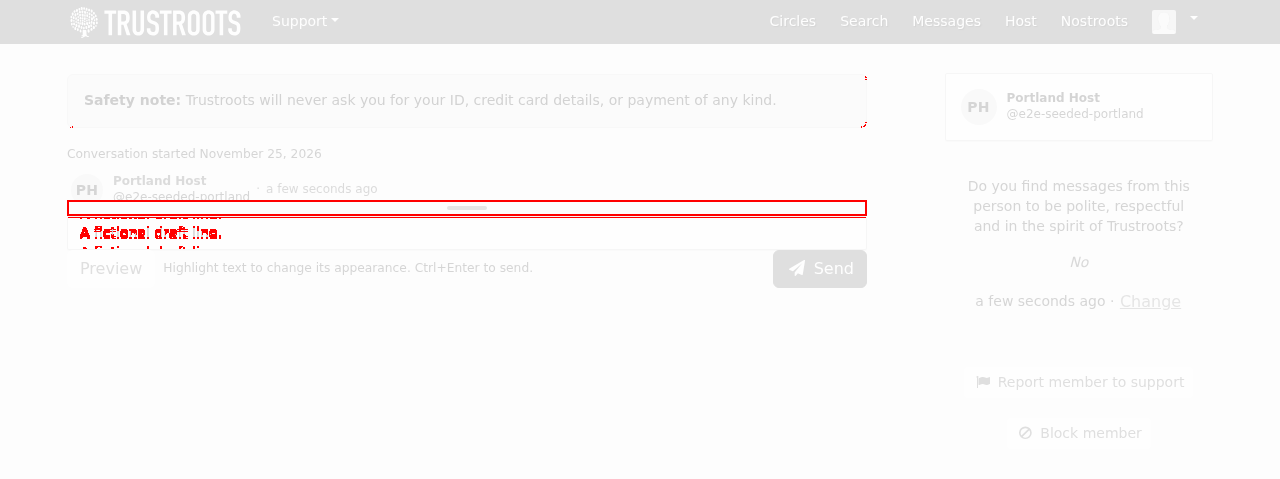 TRUSTROOTS
Support
Circles
Search
Messages
Host
Nostroots
Safety note: Trustroots will never ask you for your ID, credit card details, or payment of any kind.
Conversation started November 25, 2026
PH
Portland Host
@e2e-seeded-portland
· a few seconds ago
A fictional draft line.
Preview
Highlight text to change its appearance. Ctrl+Enter to send.
Send
PH
Portland Host
@e2e-seeded-portland
Do you find messages from this
person to be polite, respectful
and in the spirit of Trustroots?
No
a few seconds ago · Change
Report member to support
Block member